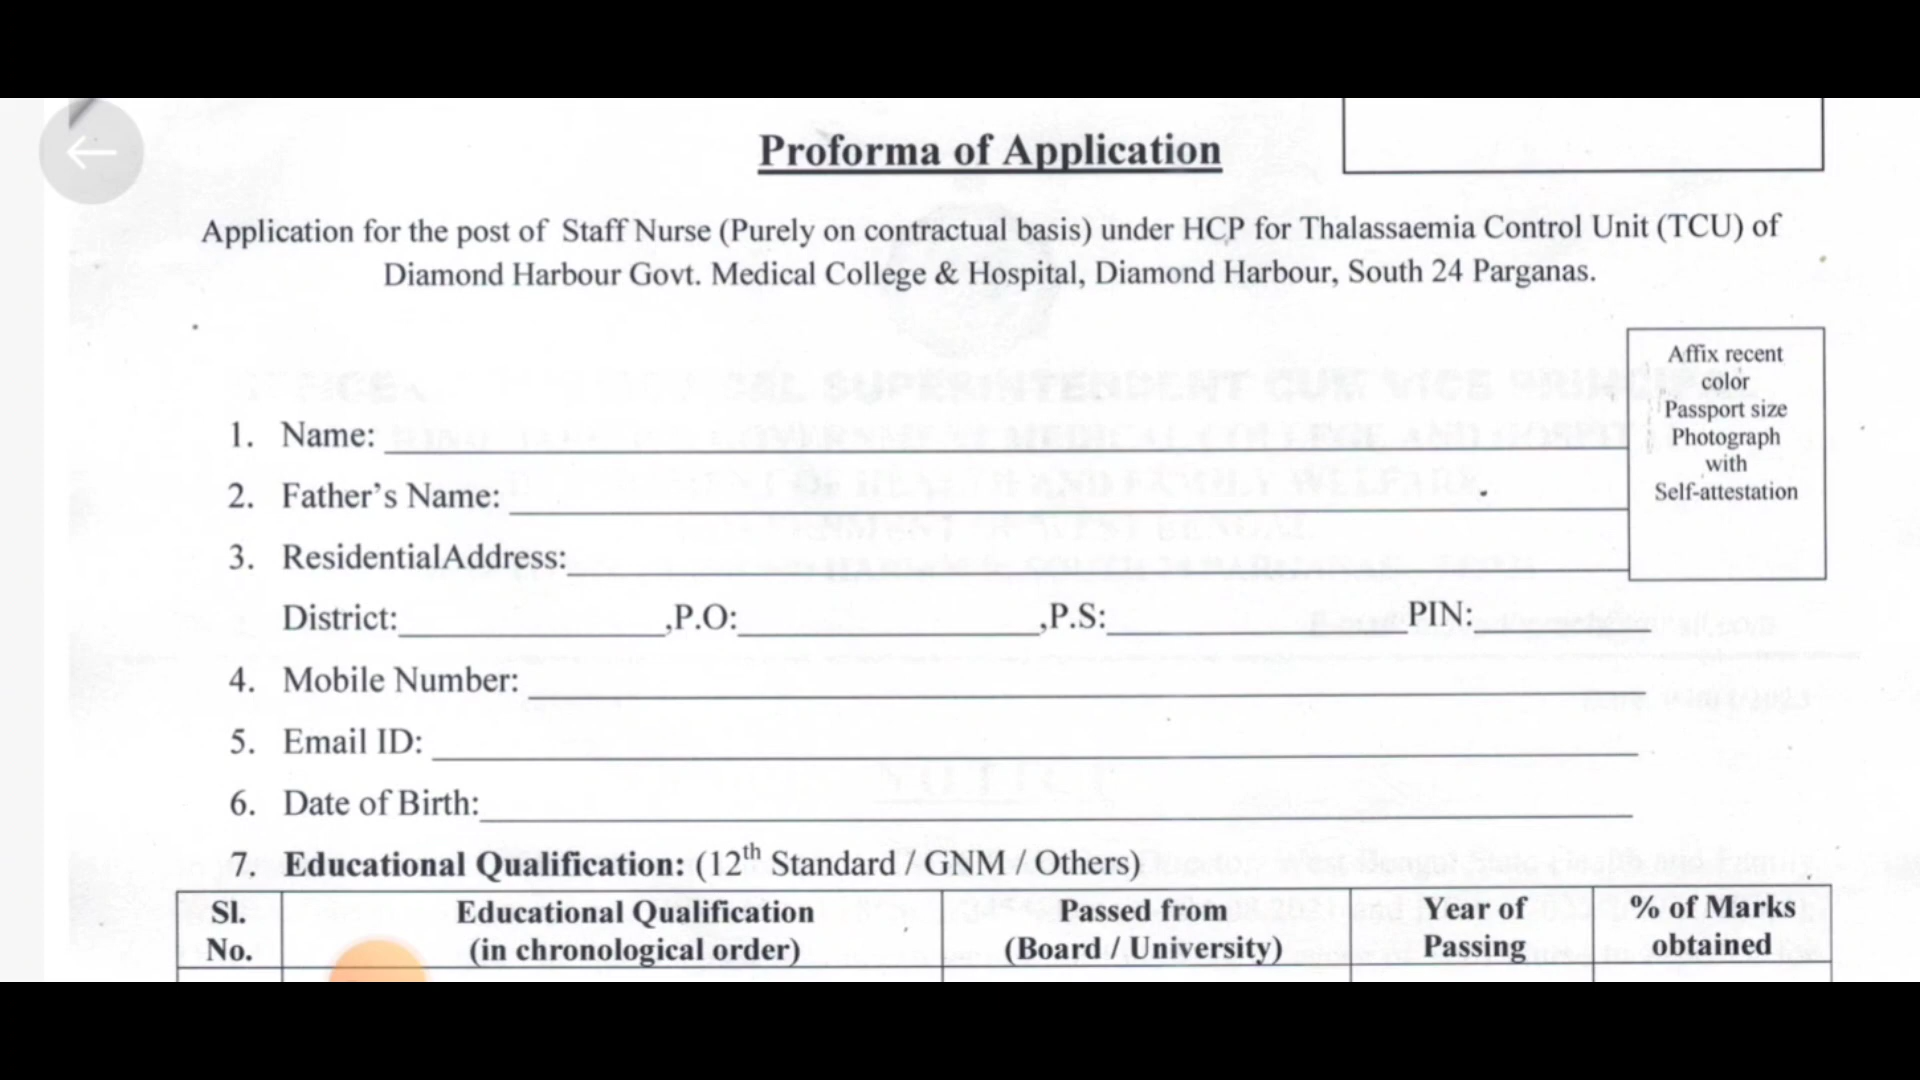 Proforma of Application
Application for the post of Staff Nurse (Purely on contractual basis) under HCP for Thalassaemia Control Unit (TCU) of
Diamond Harbour Govt. Medical College & Hospital, Diamond Harbour, South 24 Parganas.
Affix recent
color
Passport size
Photograph
with
Self-attestation
1. Name:
2. Father's Name:
3. ResidentialAddress:
District: ,P.O: ,P.S: PIN:
4. Mobile Number:
5. Email ID:
6. Date of Birth:
7. Educational Qualification: (12th Standard / GNM / Others)
Sl. No.
Educational Qualification
(in chronological order)
Passed from
(Board / University)
Year of
Passing
% of Marks
obtained